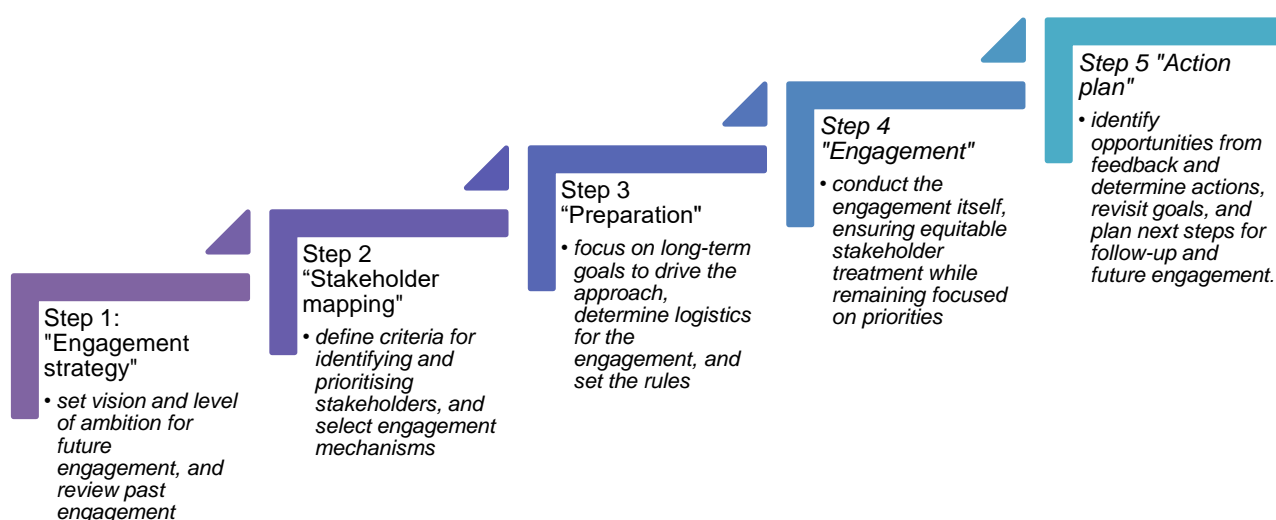 Step 1:
"Engagement
strategy"
• set vision and level
of ambition for
future
engagement, and
review past
engagement
Step 2
“Stakeholder
mapping"
• define criteria for
identifying and
prioritising
stakeholders, and
select engagement
mechanisms
Step 3
“Preparation"
• focus on long-term
goals to drive the
approach,
determine logistics
for the
engagement, and
set the rules
Step 4
"Engagement"
• conduct the
engagement itself,
ensuring equitable
stakeholder
treatment while
remaining focused
on priorities
Step 5 "Action
plan"
• identify
opportunities from
feedback and
determine actions,
revisit goals, and
plan next steps for
follow-up and
future engagement.